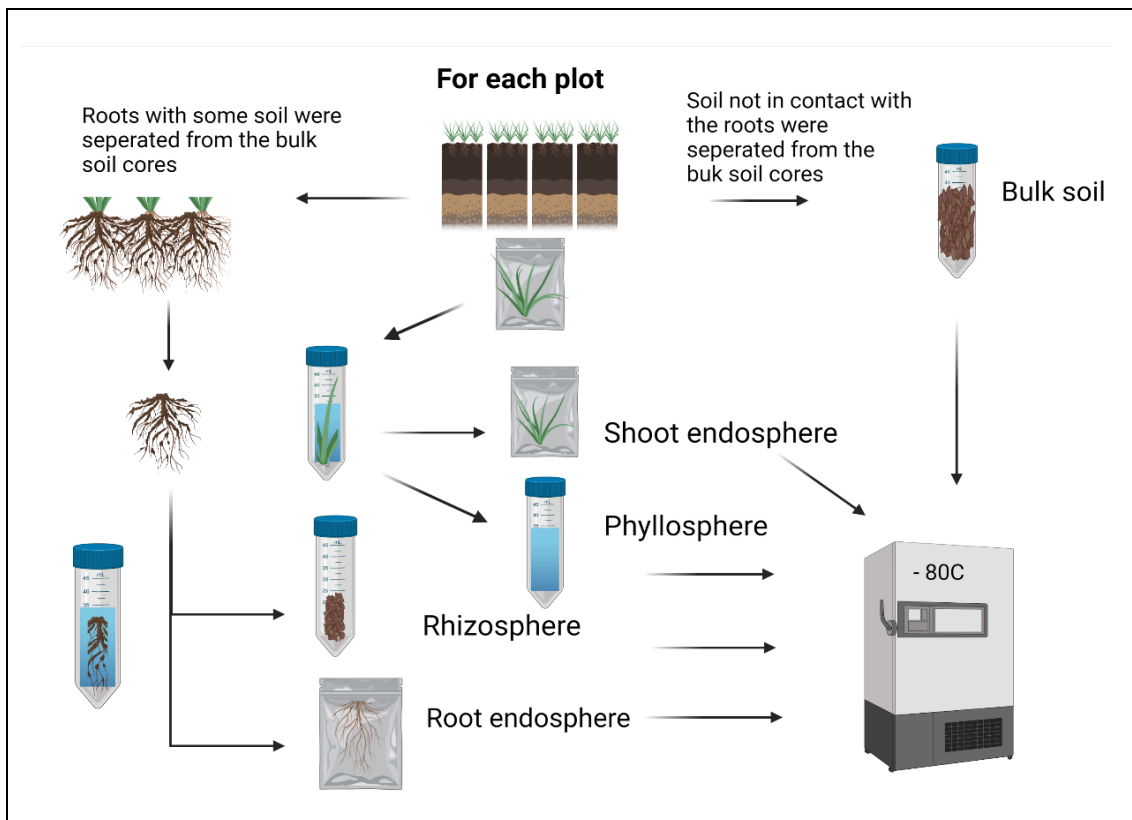 For each plot
Roots with some soil were
seperated from the bulk
soil cores
Soil not in contact with
the roots were
seperated from the
buk soil cores
Bulk soil
Shoot endosphere
Phyllosphere
- 80C
Rhizosphere
Root endosphere